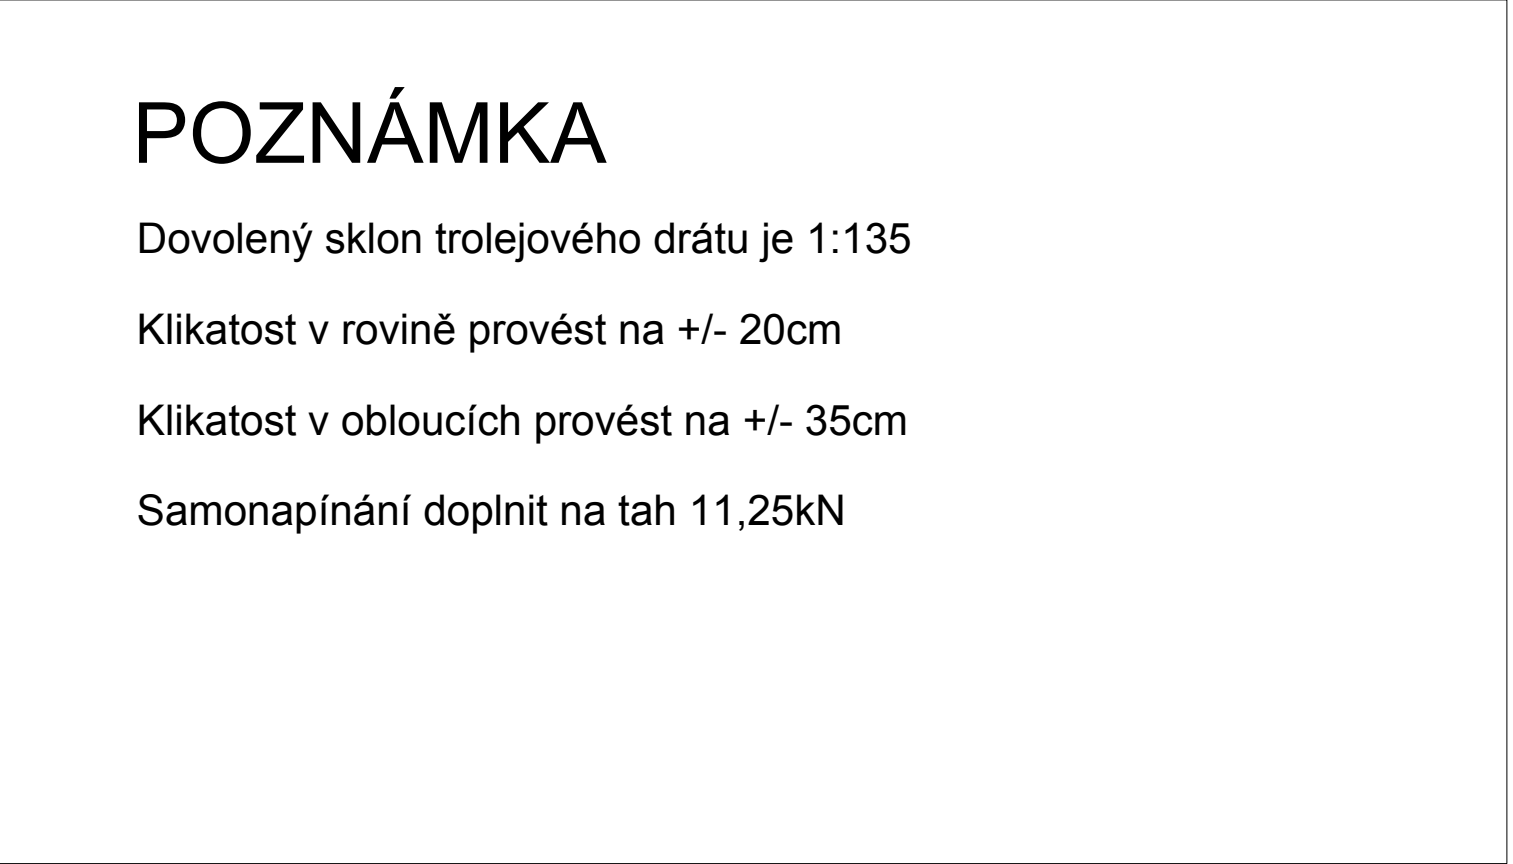 POZNÁMKA
Dovolený sklon trolejového drátu je 1:135
Klikatost v rovině provést na +/- 20cm
Klikatost v obloucích provést na +/- 35cm
Samonapínání doplnit na tah 11,25kN